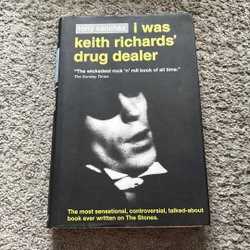 tony sanchez i was
keith richards'
drug dealer
"The wickedest rock 'n' roll book of all time."
The Sunday Times
The most sensational, controversial, talked-about
book ever written on The Stones.